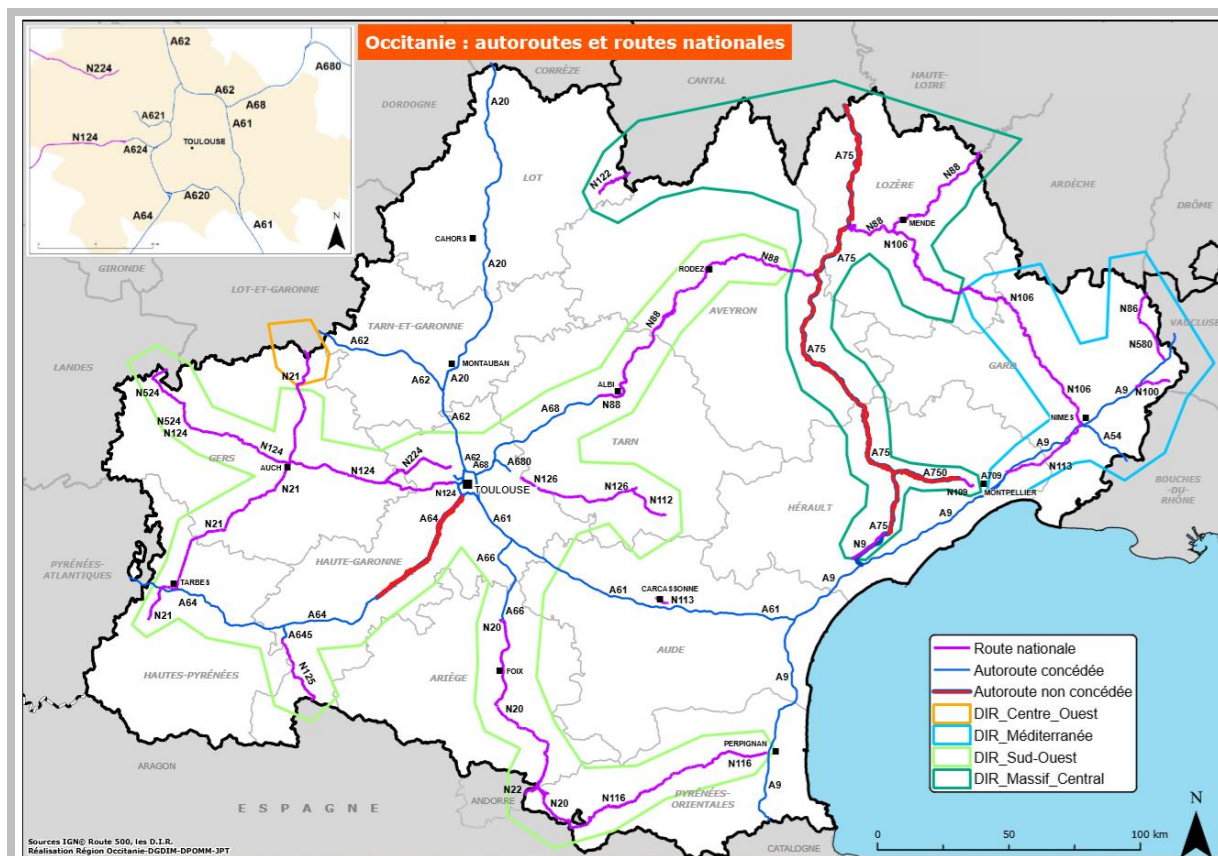 Occitanie : autoroutes et routes nationales
A62
N224
A680
A62
A68
A621
A61
N124
TOULOUSE
A624
A620
A64
A61
N
CORRÈZE
CANTAL
HAUTE-
LOIRE
DORDOGNE
A20
LOT
N122
A75
LOZÈRE
N88
ARDÈCHE
DRÔME
MENDE
N88
N106
CAHORS
A20
A75
GIRONDE
LOT-ET-GARONNE
RODEZ
N88
AVEYRON
N106
N86
VAUCLUSE
TARN-ET-GARONNE
N88
N580
A62
LANDES
MONTAUBAN
A75
GARD
N21
A62
A20
ALBI
N106
A9
N100
N524
A68
N88
NIMES
A62
N524
N124
TARN
A9
A54
N124
A62
A68
A680
A75
N113
GERS
AUCH
N124
N224
N126
A750
A709
N124
TOULOUSE
N126
N112
N109
MONTPELLIER
BOUCHES
-DU-
RHÔNE
N21
A64
A61
HÉRAULT
A9
N21
A75
N9
A66
PYRÉNÉES-
ATLANTIQUES
HAUTE-GARONNE
A9
TARBES
CARCASSONNE
A64
A61
N113
A61
N21
A64
A66
N20
A645
AUDE
HAUTES-PYRÉNÉES
N125
ARIÈGE
FOIX
A9
N20
PERPIGNAN
N116
ARAGON
N22
ANDORRE
N20
N116
PYRÉNÉES-
ORIENTALES
A9
ESPAGNE
CATALOGNE
Route nationale
Autoroute concédée
Autoroute non concédée
DIR_Centre_Ouest
DIR_Méditerranée
DIR_Sud-Ouest
DIR_Massif_Central
N
0 50 100 km
Sources IGN© Route 500, les D.I.R.
Réalisation Région Occitanie-DGDIM-DPOMM-JPT